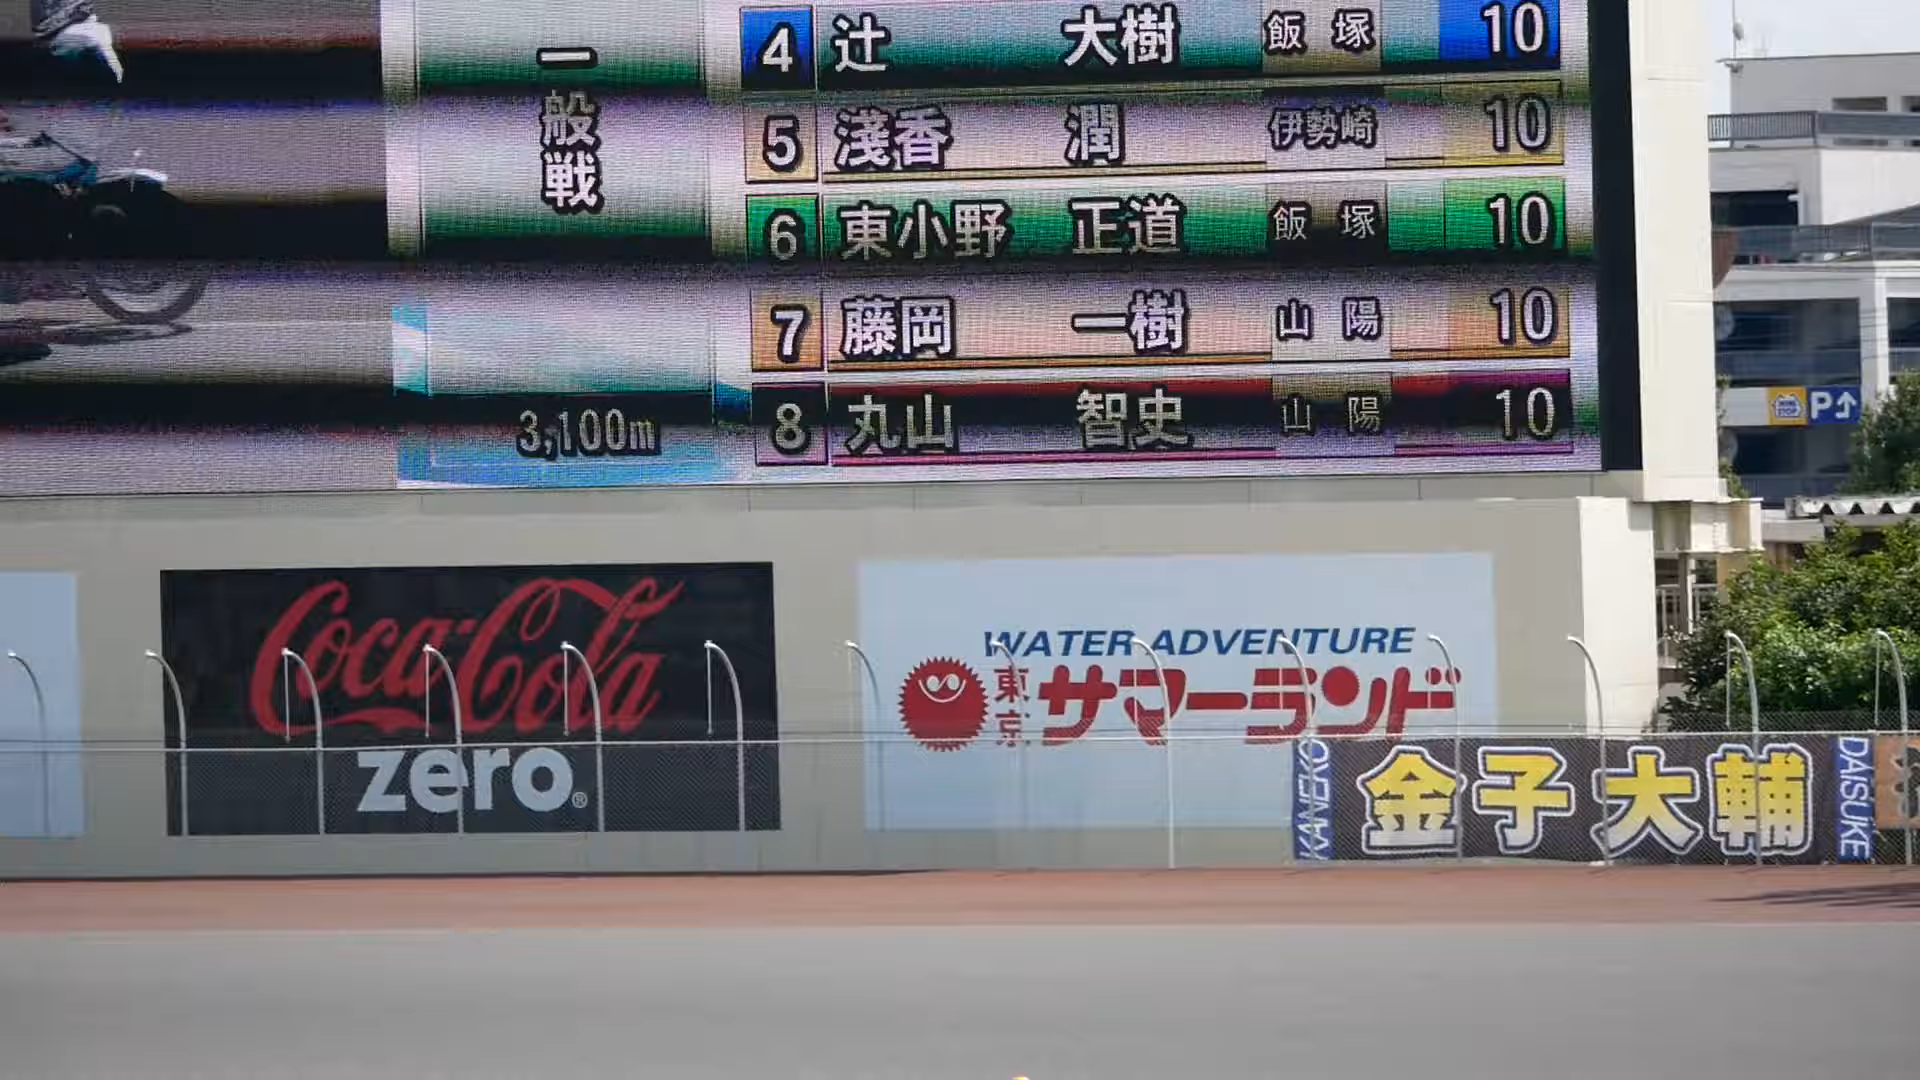 一般戦
3,100m
4 辻 大樹 飯塚 10
5 淺香 潤 伊勢崎 10
6 東小野 正道 飯塚 10
7 藤岡 一樹 山陽 10
8 丸山 智史 山陽 10
P
Coca-Cola
zero®
WATER ADVENTURE
東京サマーランド
KANEKO 金子大輔 DAISUKE